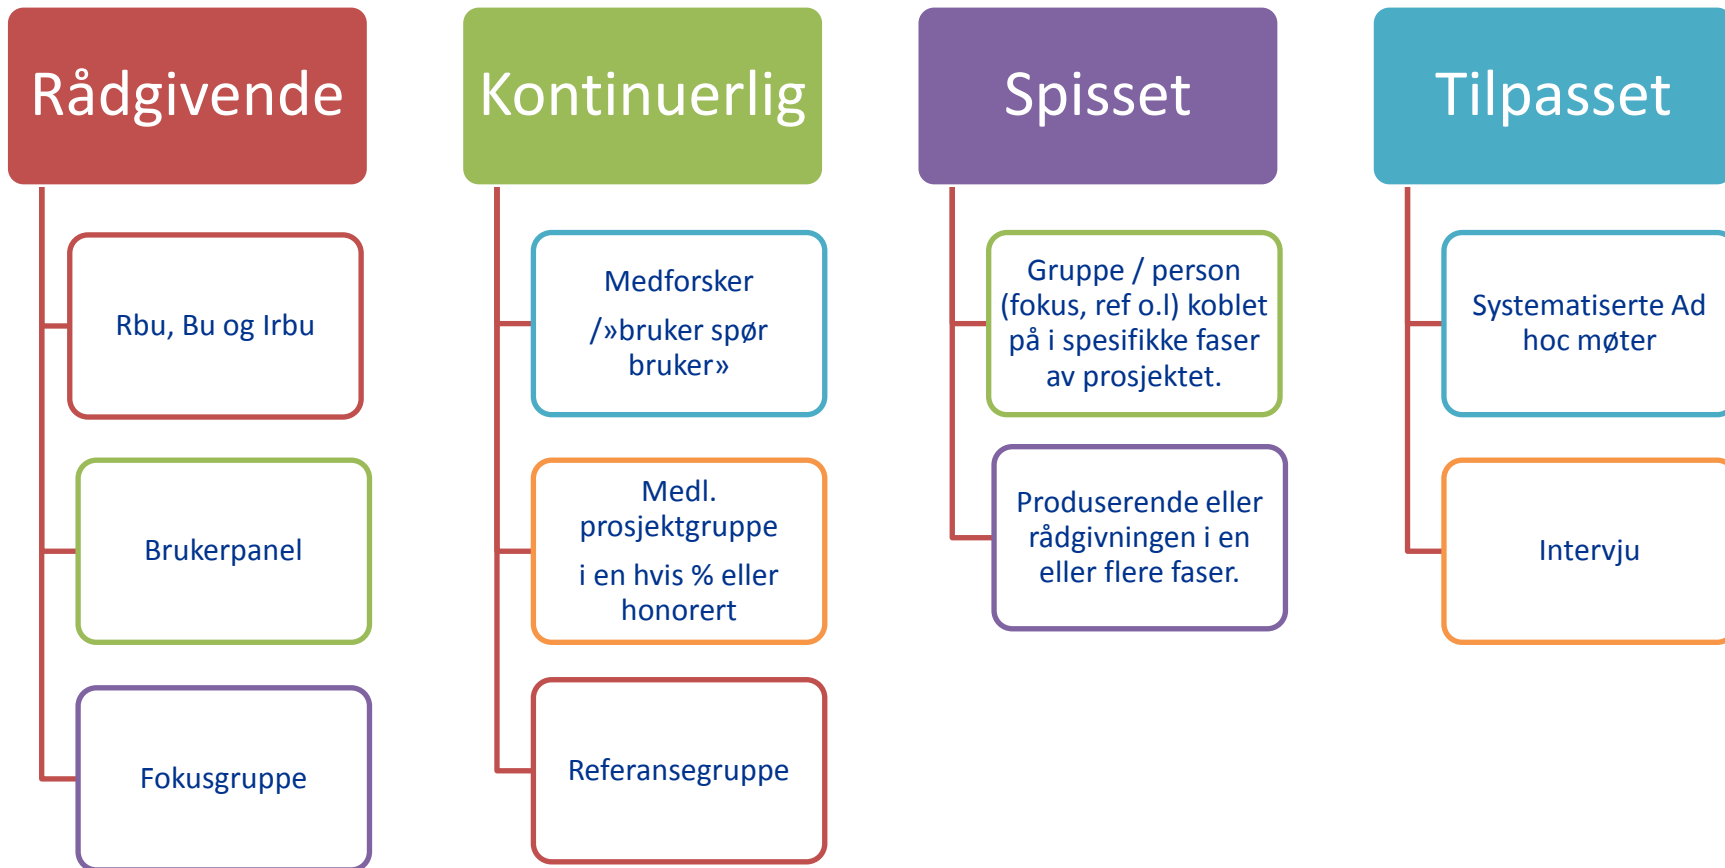 Rådgivende
Rbu, Bu og Irbu
Brukerpanel
Fokusgruppe
Kontinuerlig
Medforsker
/»bruker spør
bruker»
Medl.
prosjektgruppe
i en hvis % eller
honorert
Referansegruppe
Spisset
Gruppe / person
(fokus, ref o.l) koblet
på i spesifikke faser
av prosjektet.
Produserende eller
rådgivningen i en
eller flere faser.
Tilpasset
Systematiserte Ad
hoc møter
Intervju